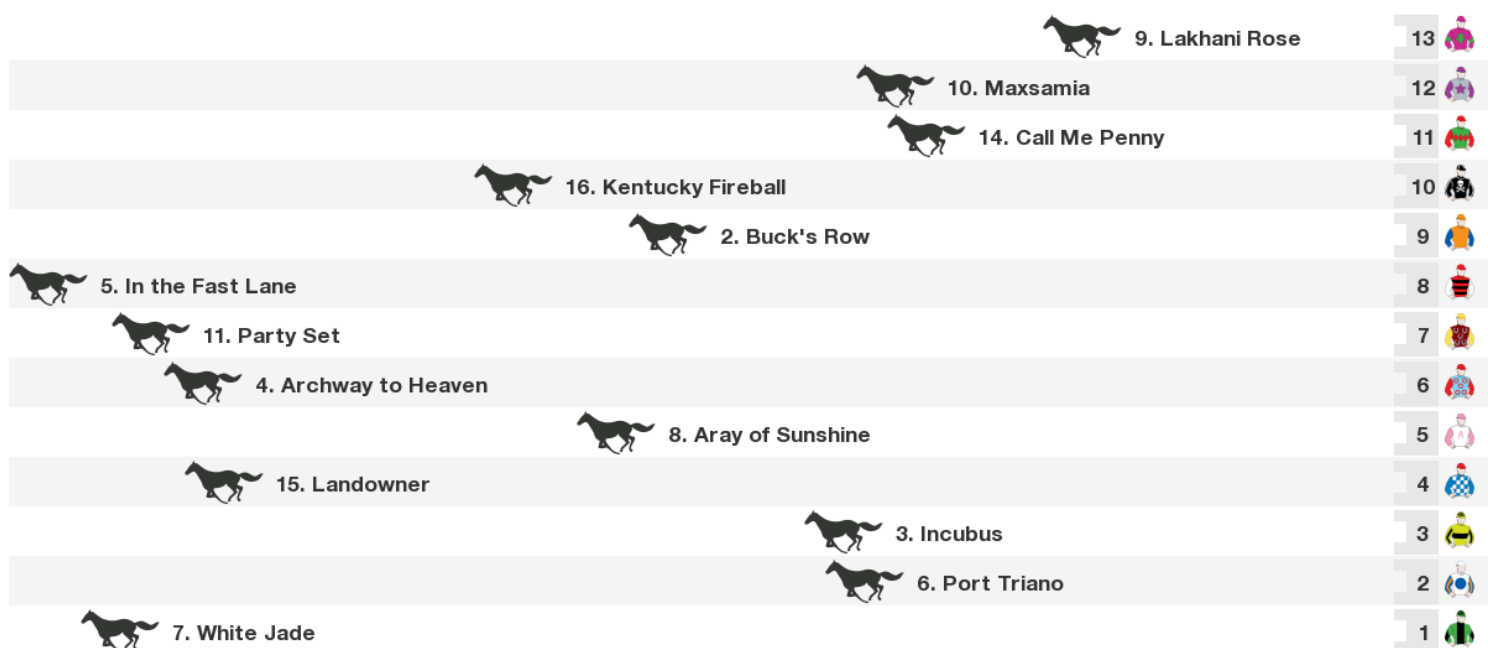 9. Lakhani Rose 13
10. Maxsamia 12
14. Call Me Penny 11
16. Kentucky Fireball 10
2. Buck's Row 9
5. In the Fast Lane 8
11. Party Set 7
4. Archway to Heaven 6
8. Aray of Sunshine 5
A
15. Landowner 4
3. Incubus 3
6. Port Triano 2
7. White Jade 1